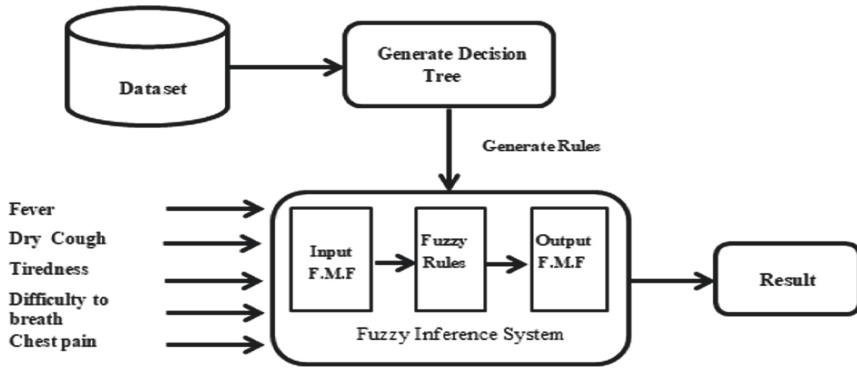 Dataset
Generate Decision
Tree
Generate Rules
Fever
Dry Cough
Tiredness
Difficulty to
breath
Chest pain
Input
F.M.F
Fuzzy
Rules
Output
F.M.F
Fuzzy Inference System
Result